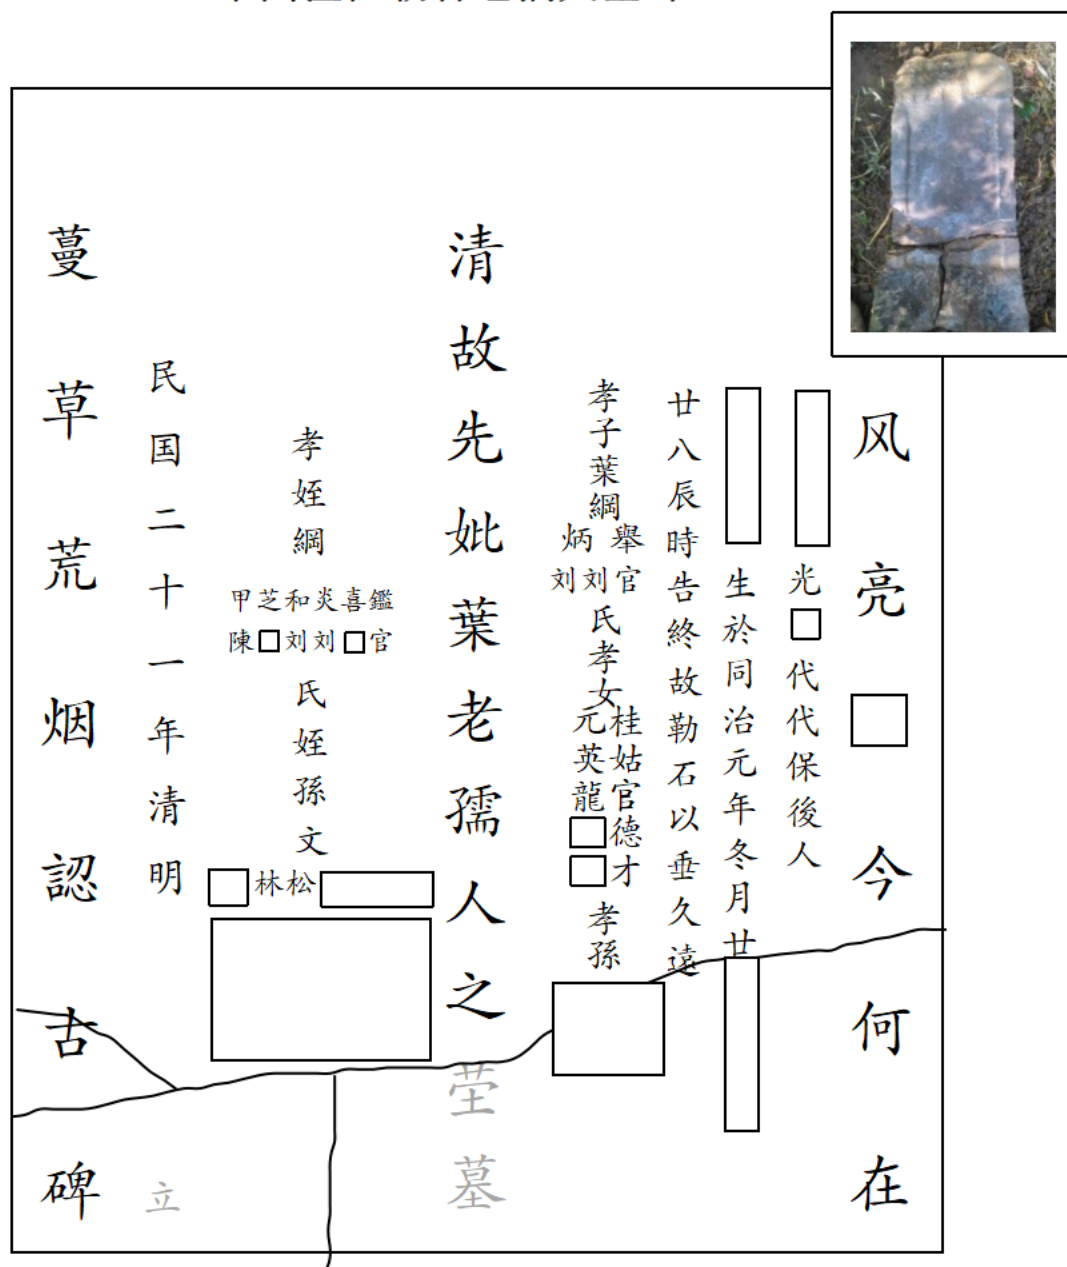 风亮□今何在
光□代代保後人
生於同治元年冬月廿
廿八辰時告終故勒石以垂久遠
孝子葉綱
舉炳
官刘刘
氏孝女
桂姑官德才
元英龍□□
孝孫
清故先妣葉老孺人之茔墓
孝姪綱
鑑喜炎和芝甲
官□刘刘□陳
氏姪孫文
松林□
民国二十一年清明立
蔓草荒烟認古碑